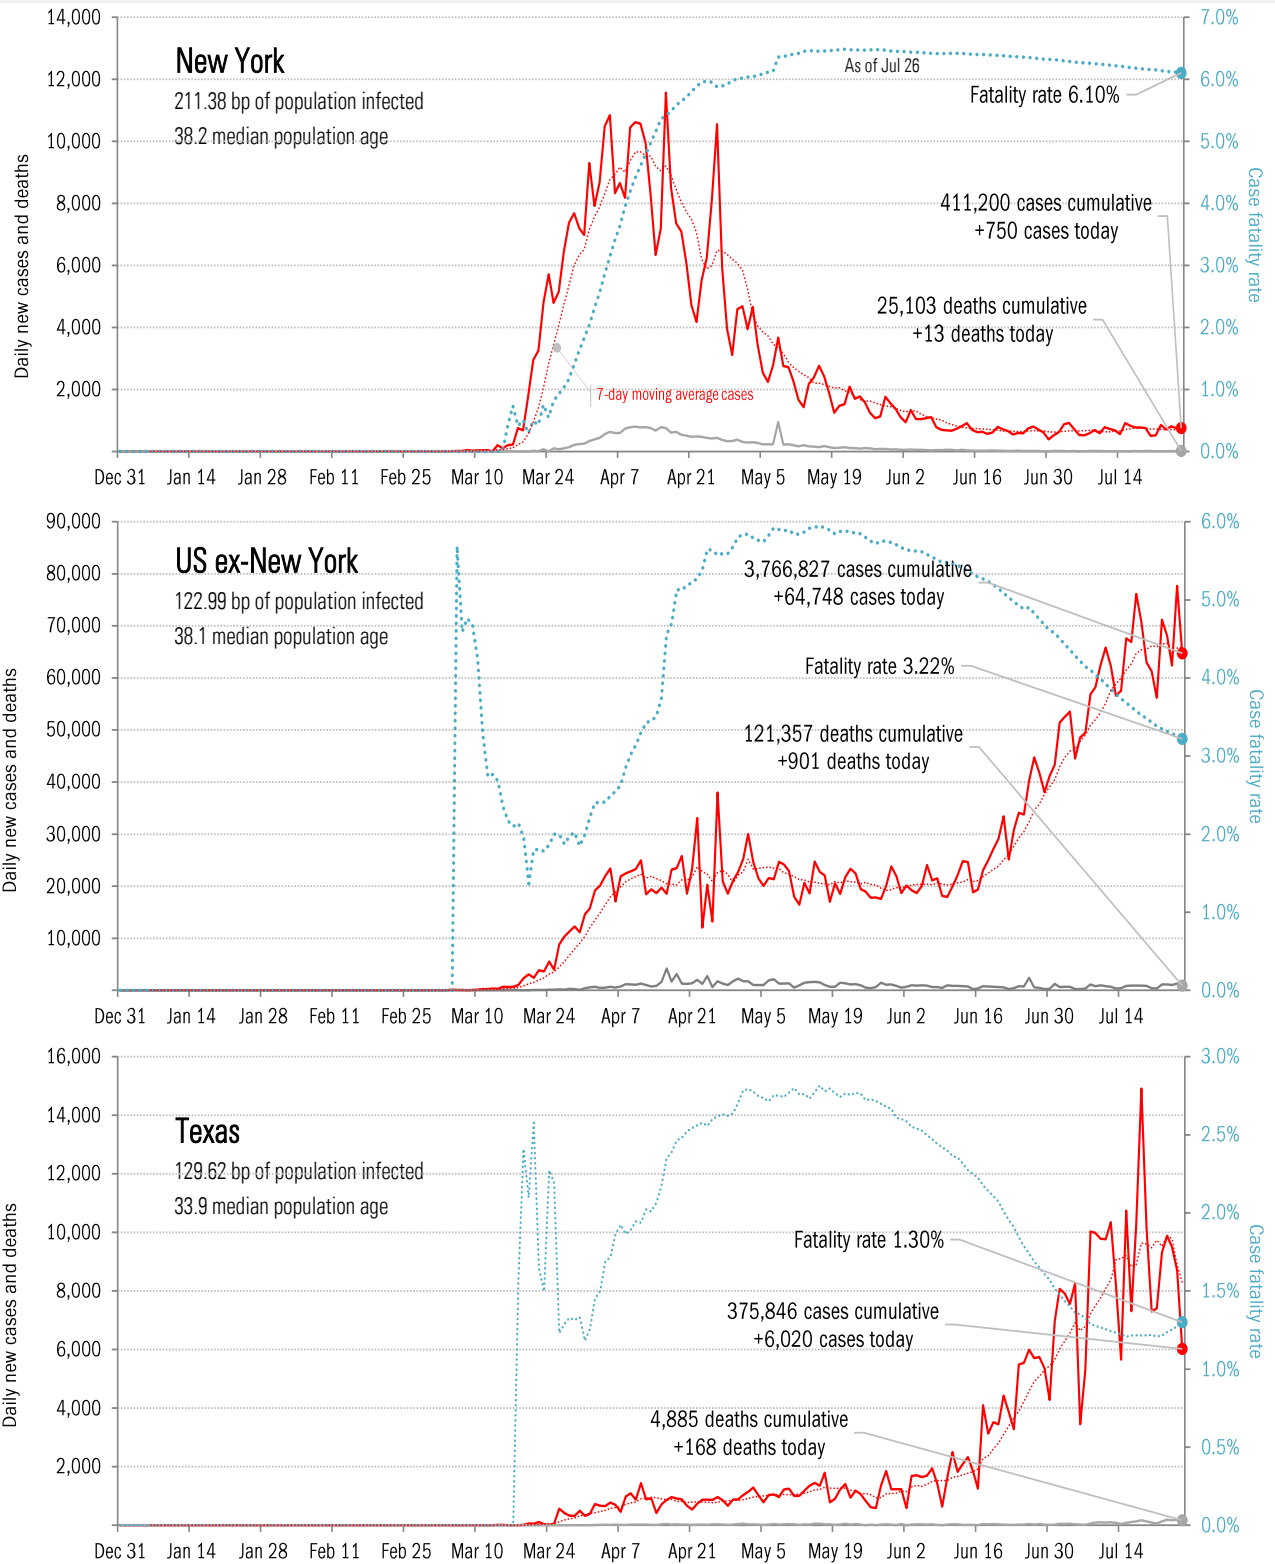 14,000
7.0%
New York
As of Jul 26
12,000
6.0%
Fatality rate 6.10%
211.38 bp of population infected
38.2 median population age
10,000
5.0%
Daily new cases and deaths
Case fatality rate
411,200 cases cumulative
+750 cases today
8,000
4.0%
6,000
3.0%
25,103 deaths cumulative
+13 deaths today
4,000
2.0%
7-day moving average cases
2,000
1.0%
0.0%
Dec 31 Jan 14 Jan 28 Feb 11 Feb 25 Mar 10 Mar 24 Apr 7 Apr 21 May 5 May 19 Jun 2 Jun 16 Jun 30 Jul 14
90,000
6.0%
US ex-New York
3,766,827 cases cumulative
+64,748 cases today
80,000
122.99 bp of population infected
5.0%
70,000
38.1 median population age
Fatality rate 3.22%
60,000
4.0%
Daily new cases and deaths
Case fatality rate
121,357 deaths cumulative
+901 deaths today
50,000
3.0%
40,000
30,000
2.0%
20,000
1.0%
10,000
0.0%
Dec 31 Jan 14 Jan 28 Feb 11 Feb 25 Mar 10 Mar 24 Apr 7 Apr 21 May 5 May 19 Jun 2 Jun 16 Jun 30 Jul 14
16,000
3.0%
14,000
Texas
2.5%
12,000
129.62 bp of population infected
33.9 median population age
2.0%
10,000
Fatality rate 1.30%
Daily new cases and deaths
Case fatality rate
8,000
1.5%
375,846 cases cumulative
+6,020 cases today
6,000
1.0%
4,000
4,885 deaths cumulative
+168 deaths today
0.5%
2,000
0.0%
Dec 31 Jan 14 Jan 28 Feb 11 Feb 25 Mar 10 Mar 24 Apr 7 Apr 21 May 5 May 19 Jun 2 Jun 16 Jun 30 Jul 14